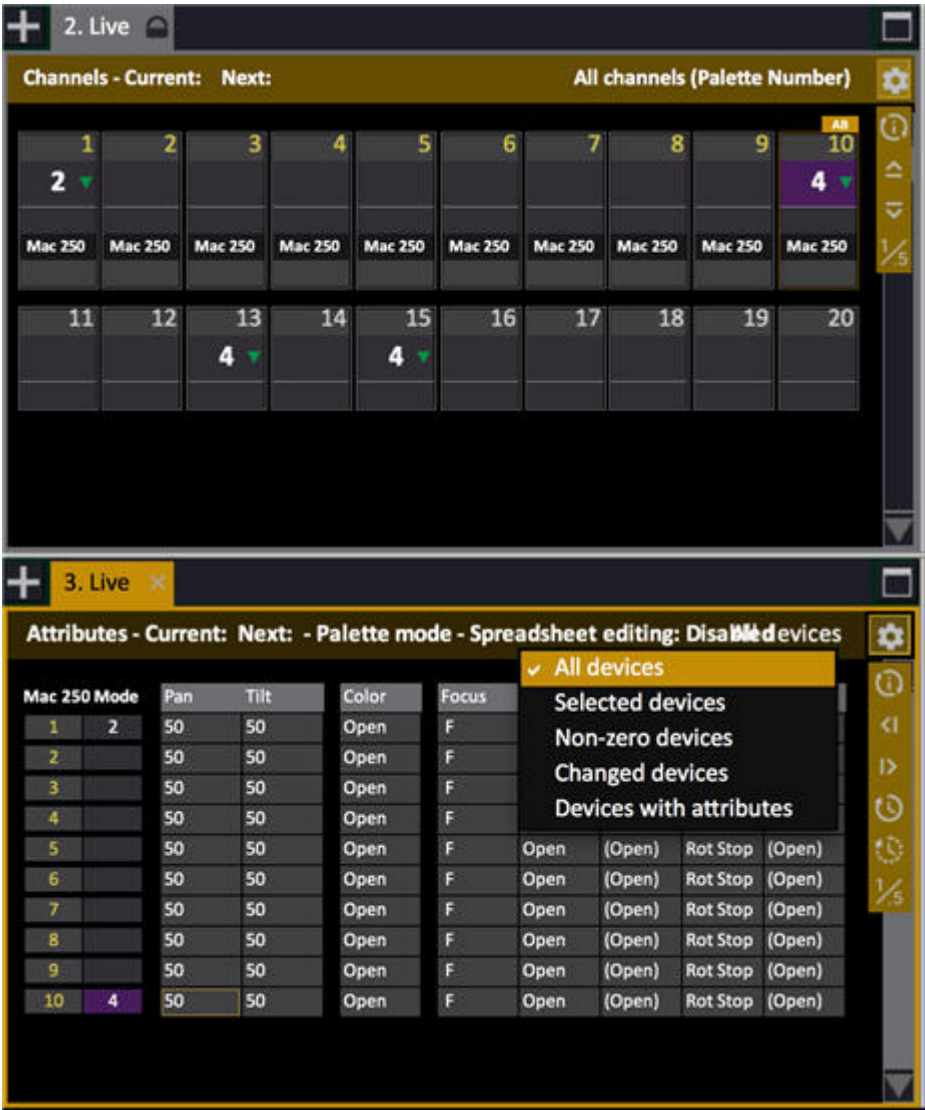 2. Live
Channels - Current: Next: All channels (Palette Number)
AB
1 2 3 4 5 6 7 8 9 10
2 4
Mac 250 Mac 250 Mac 250 Mac 250 Mac 250 Mac 250 Mac 250 Mac 250 Mac 250 Mac 250
1/.5
11 12 13 14 15 16 17 18 19 20
4 4
3. Live
Attributes - Current: Next: - Palette mode - Spreadsheet editing: Disabled devices
All devices
Selected devices
Non-zero devices
Changed devices
Devices with attributes
Mac 250 Mode Pan Tilt Color Focus
1 2 50 50 Open F
2 50 50 Open F
3 50 50 Open F
4 50 50 Open F
5 50 50 Open F Open (Open) Rot Stop (Open)
6 50 50 Open F Open (Open) Rot Stop (Open)
7 50 50 Open F Open (Open) Rot Stop (Open)
8 50 50 Open F Open (Open) Rot Stop (Open)
9 50 50 Open F Open (Open) Rot Stop (Open)
10 4 50 50 Open F Open (Open) Rot Stop (Open)
1/.5